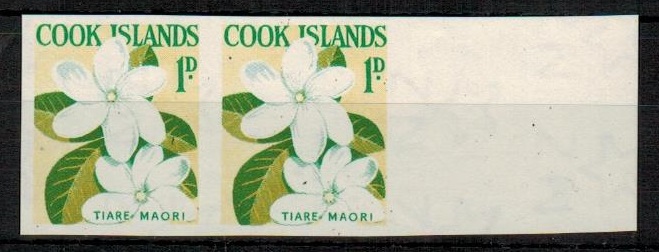 COOK ISLANDS
1D.
TIARE MAORI
COOK ISLANDS
1D.
TIARE MAORI